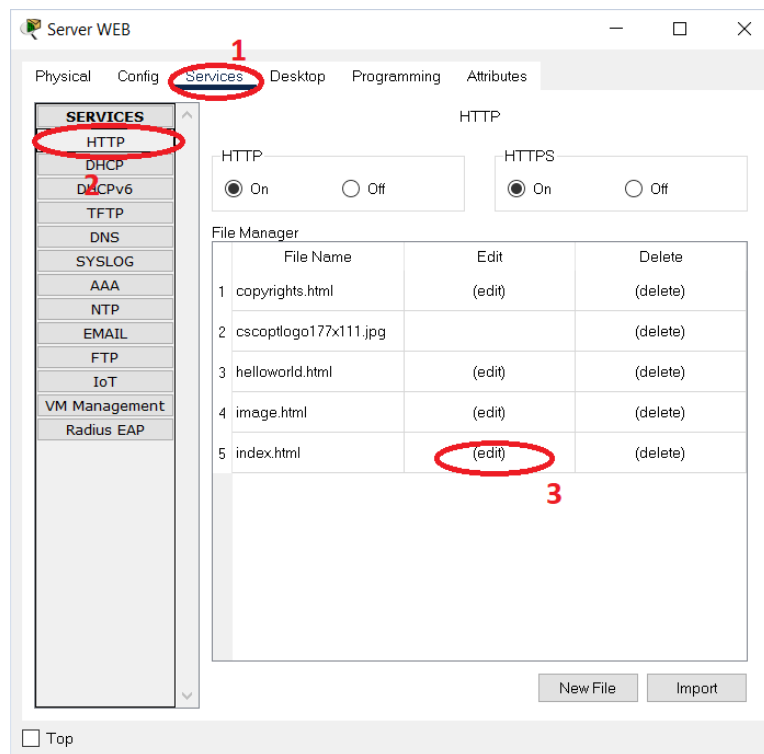 Server WEB
1
Physical Config Services Desktop Programming Attributes
SERVICES
HTTP
DHCP
2
DHCPv6
TFTP
DNS
SYSLOG
AAA
NTP
EMAIL
FTP
IoT
VM Management
Radius EAP
HTTP
HTTP
On Off
HTTPS
On Off
File Manager
File Name Edit Delete
1 copyrights.html (edit) (delete)
2 cscoptlogo177x111.jpg
3 helloworld.html (edit) (delete)
4 image.html (edit) (delete)
5 index.html (edit) (delete)
3
New File Import
Top